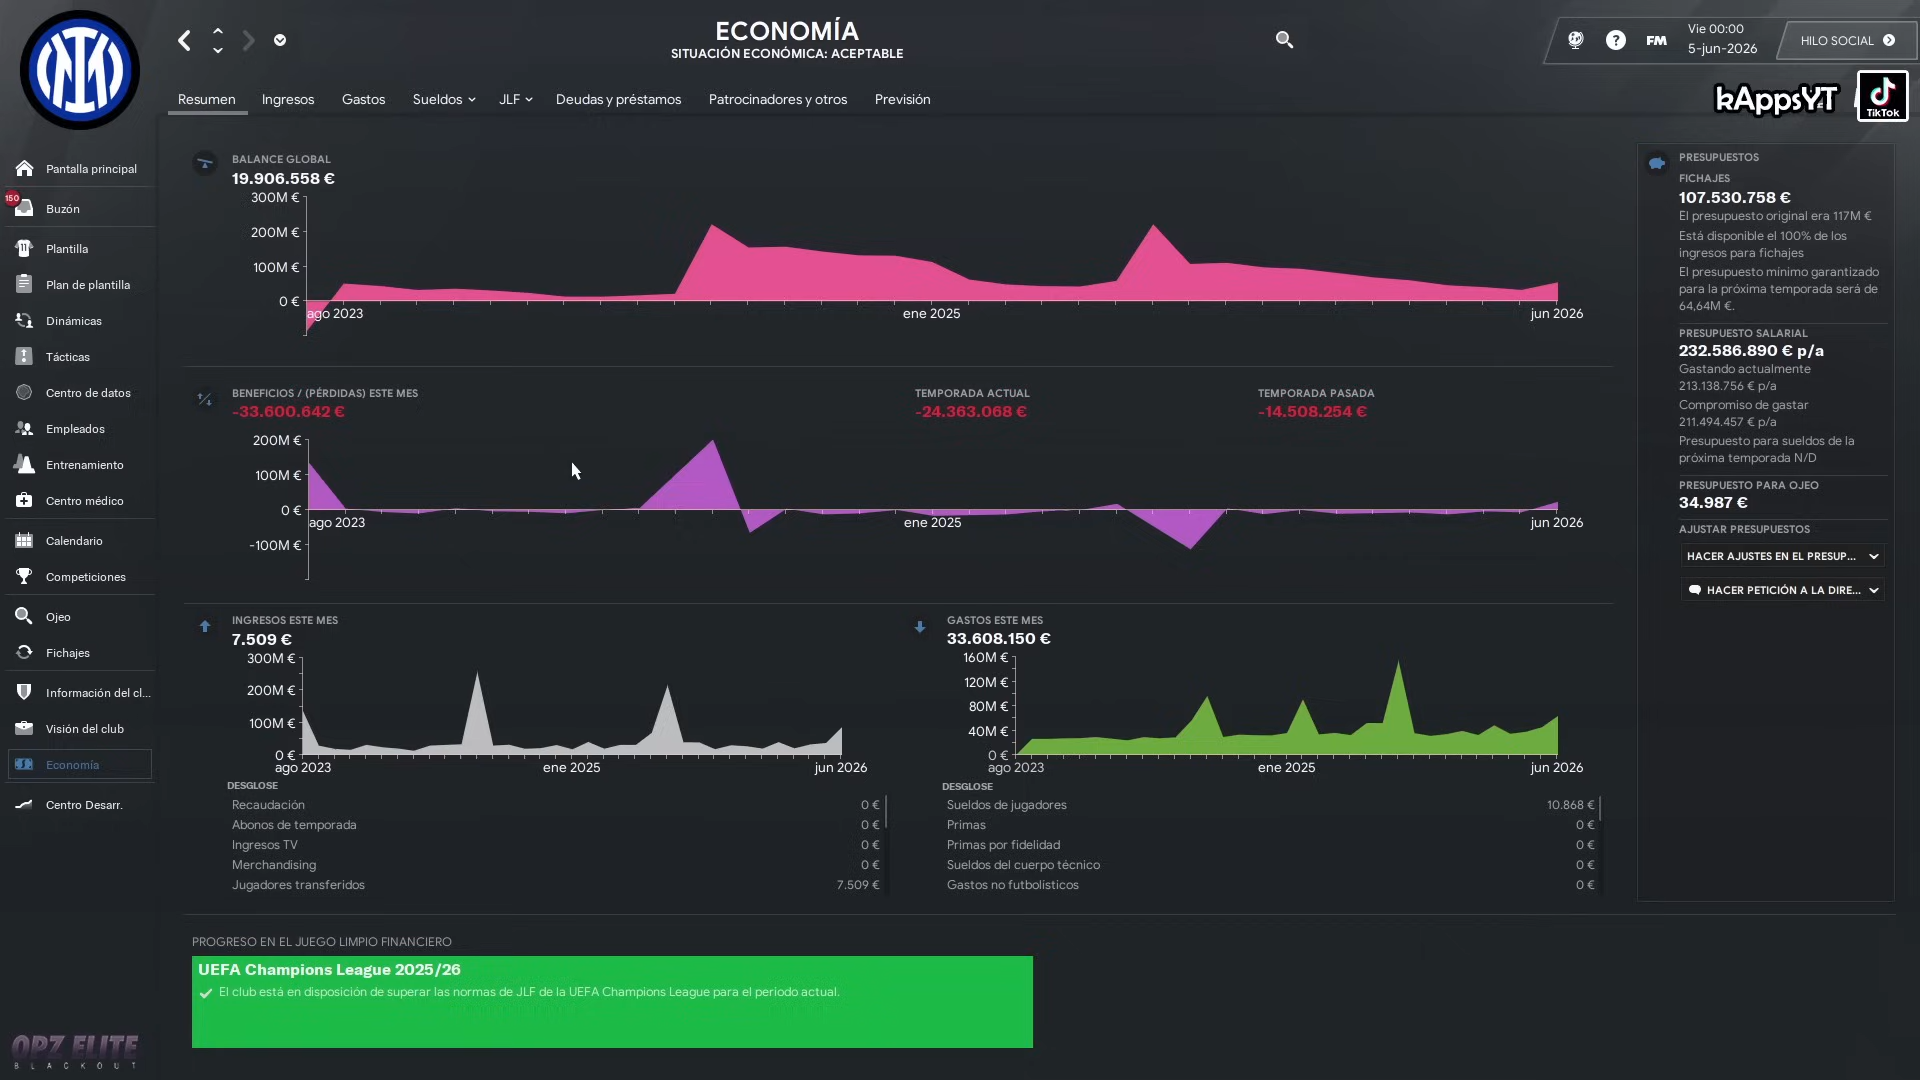 ECONOMÍA
SITUACIÓN ECONÓMICA: ACEPTABLE
FM
Vie 00:00
5-jun-2026
HILO SOCIAL
Resumen
Ingresos
Gastos
Sueldos
JLF
Deudas y préstamos
Patrocinadores y otros
Previsión
kAppsYT
TikTok
Pantalla principal
150
Buzón
Plantilla
Plan de plantilla
Dinámicas
Tácticas
Centro de datos
Empleados
Entrenamiento
Centro médico
Calendario
Competiciones
Ojeo
Fichajes
Información del cl...
Visión del club
Economía
Centro Desarr.
OPZ ELITE
BLACKOUT
BALANCE GLOBAL
19.906.558 €
300M €
200M €
100M €
0 €
ago 2023
ene 2025
jun 2026
BENEFICIOS / (PÉRDIDAS) ESTE MES
-33.600.642 €
TEMPORADA ACTUAL
-24.363.068 €
TEMPORADA PASADA
-14.508.254 €
200M €
100M €
0 €
-100M €
ago 2023
ene 2025
jun 2026
INGRESOS ESTE MES
7.509 €
300M €
200M €
100M €
0 €
ago 2023
ene 2025
jun 2026
DESGLOSE
Recaudación 0 €
Abonos de temporada 0 €
Ingresos TV 0 €
Merchandising 0 €
Jugadores transferidos 7.509 €
GASTOS ESTE MES
33.608.150 €
160M €
120M €
80M €
40M €
0 €
ago 2023
ene 2025
jun 2026
DESGLOSE
Sueldos de jugadores 10.868 €
Primas 0 €
Primas por fidelidad 0 €
Sueldos del cuerpo técnico 0 €
Gastos no futbolísticos 0 €
PRESUPUESTOS
FICHAJES
107.530.758 €
El presupuesto original era 117M €
Está disponible el 100% de los
ingresos para fichajes
El presupuesto mínimo garantizado
para la próxima temporada será de
64,64M €.
PRESUPUESTO SALARIAL
232.586.890 € p/a
Gastando actualmente
213.138.756 € p/a
Compromiso de gastar
211.494.457 € p/a
Presupuesto para sueldos de la
próxima temporada N/D
PRESUPUESTO PARA OJEO
34.987 €
AJUSTAR PRESUPUESTOS
HACER AJUSTES EN EL PRESUP...
HACER PETICIÓN A LA DIRE...
PROGRESO EN EL JUEGO LIMPIO FINANCIERO
UEFA Champions League 2025/26
El club está en disposición de superar las normas de JLF de la UEFA Champions League para el periodo actual.